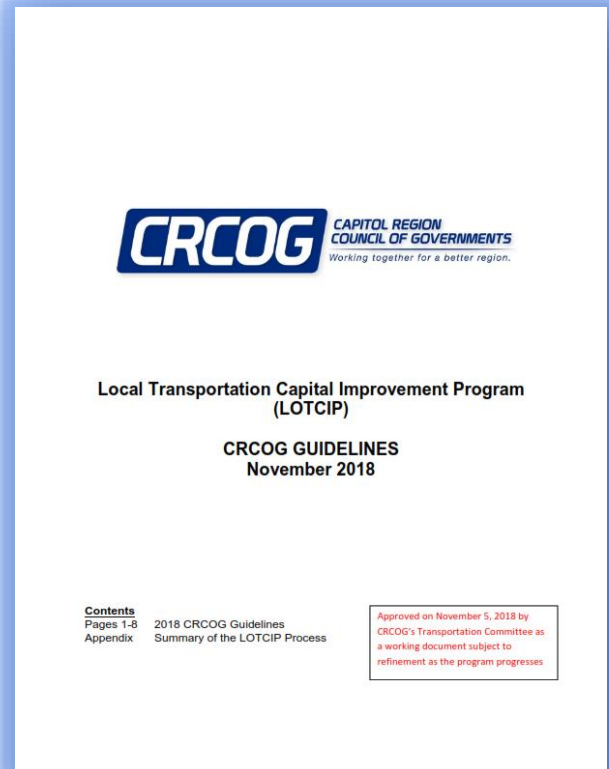 CRCOG
CAPITOL REGION
COUNCIL OF GOVERNMENTS
Working together for a better region.
Local Transportation Capital Improvement Program
(LOTCIP)
CRCOG GUIDELINES
November 2018
Contents
Pages 1-8 2018 CRCOG Guidelines
Appendix Summary of the LOTCIP Process
Approved on November 5, 2018 by
CRCOG's Transportation Committee as
a working document subject to
refinement as the program progresses